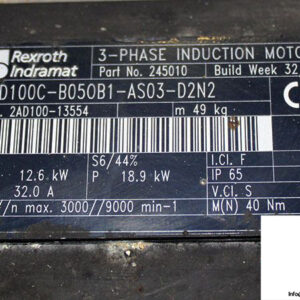 Rexroth
Indramat
3-PHASE INDUCTION MOTO
Part No. 245010 Build Week 32
D100C-B050B1-AS03-D2N2
2AD100-13554 m 49 kg
S6/44% I.Cl. F
12.6 kW P 18.9 kW IP 65
32.0 A V.Cl. S
/n max. 3000//9000 min-1 M(N) 40 Nm